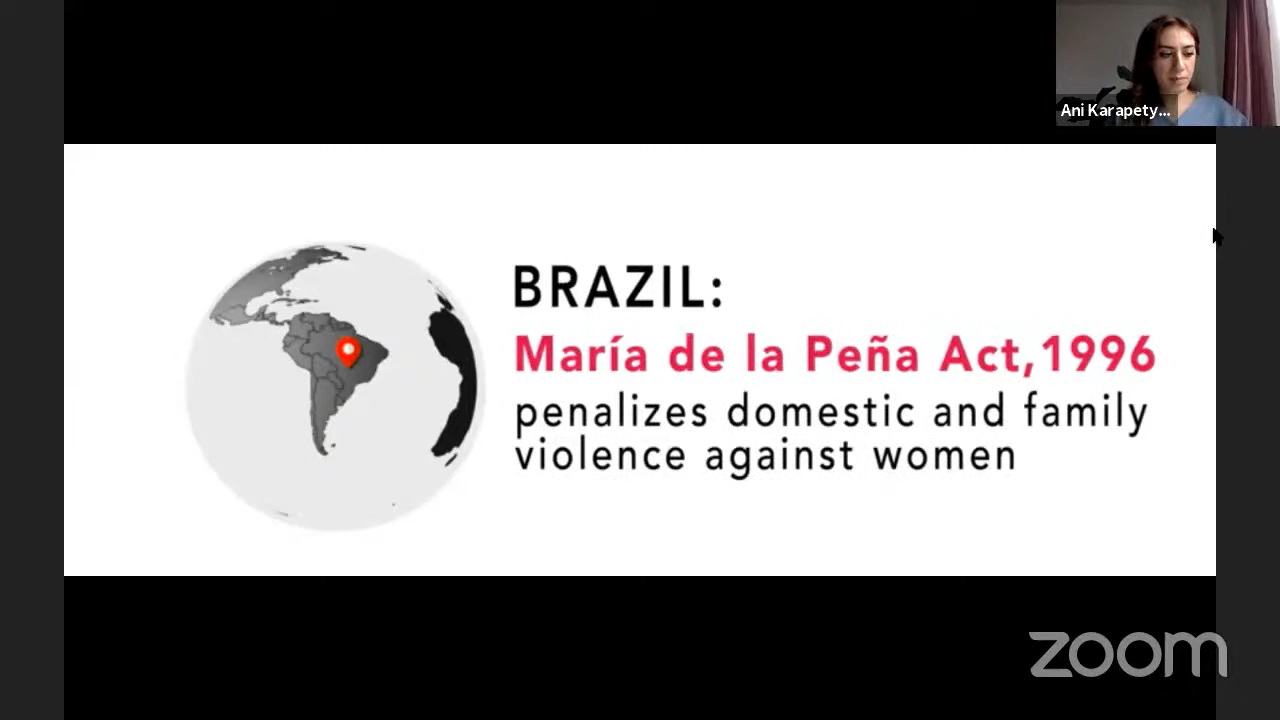 Ani Karapety...
BRAZIL:
María de la Peña Act,1996
penalizes domestic and family
violence against women
zoom